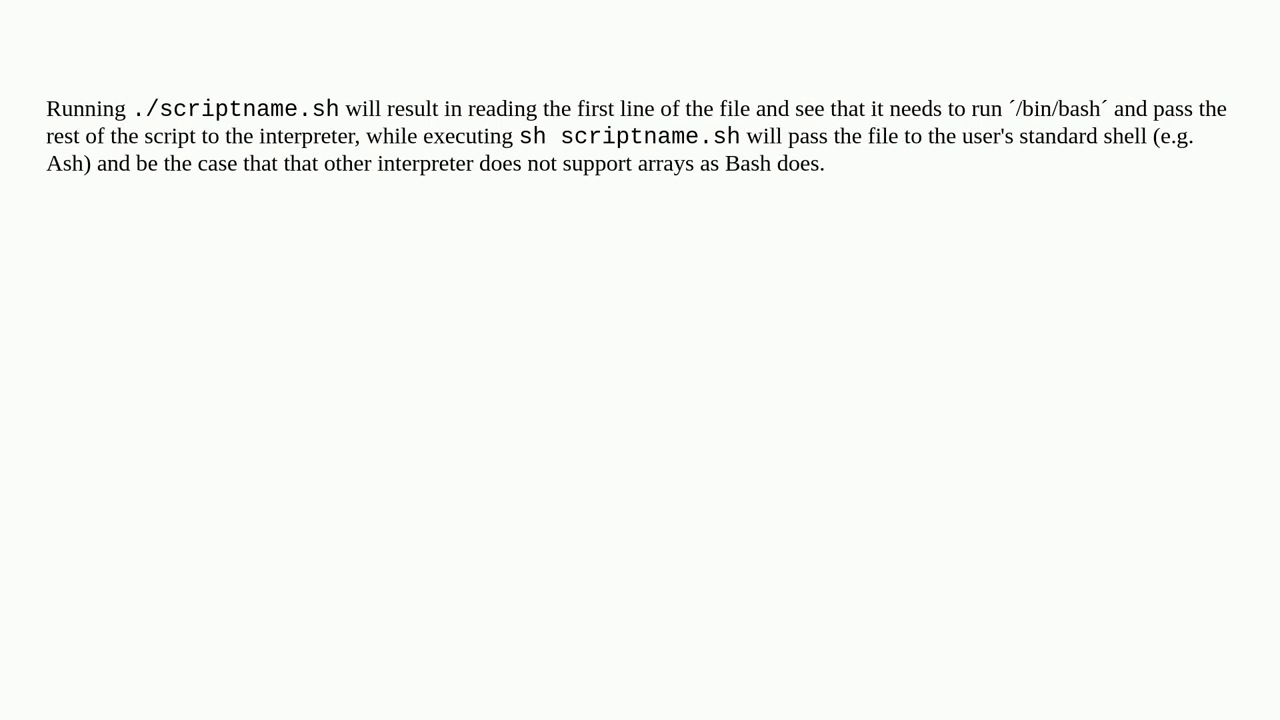 Running ./scriptname.sh will result in reading the first line of the file and see that it needs to run ´/bin/bash´ and pass the
rest of the script to the interpreter, while executing sh scriptname.sh will pass the file to the user's standard shell (e.g.
Ash) and be the case that that other interpreter does not support arrays as Bash does.